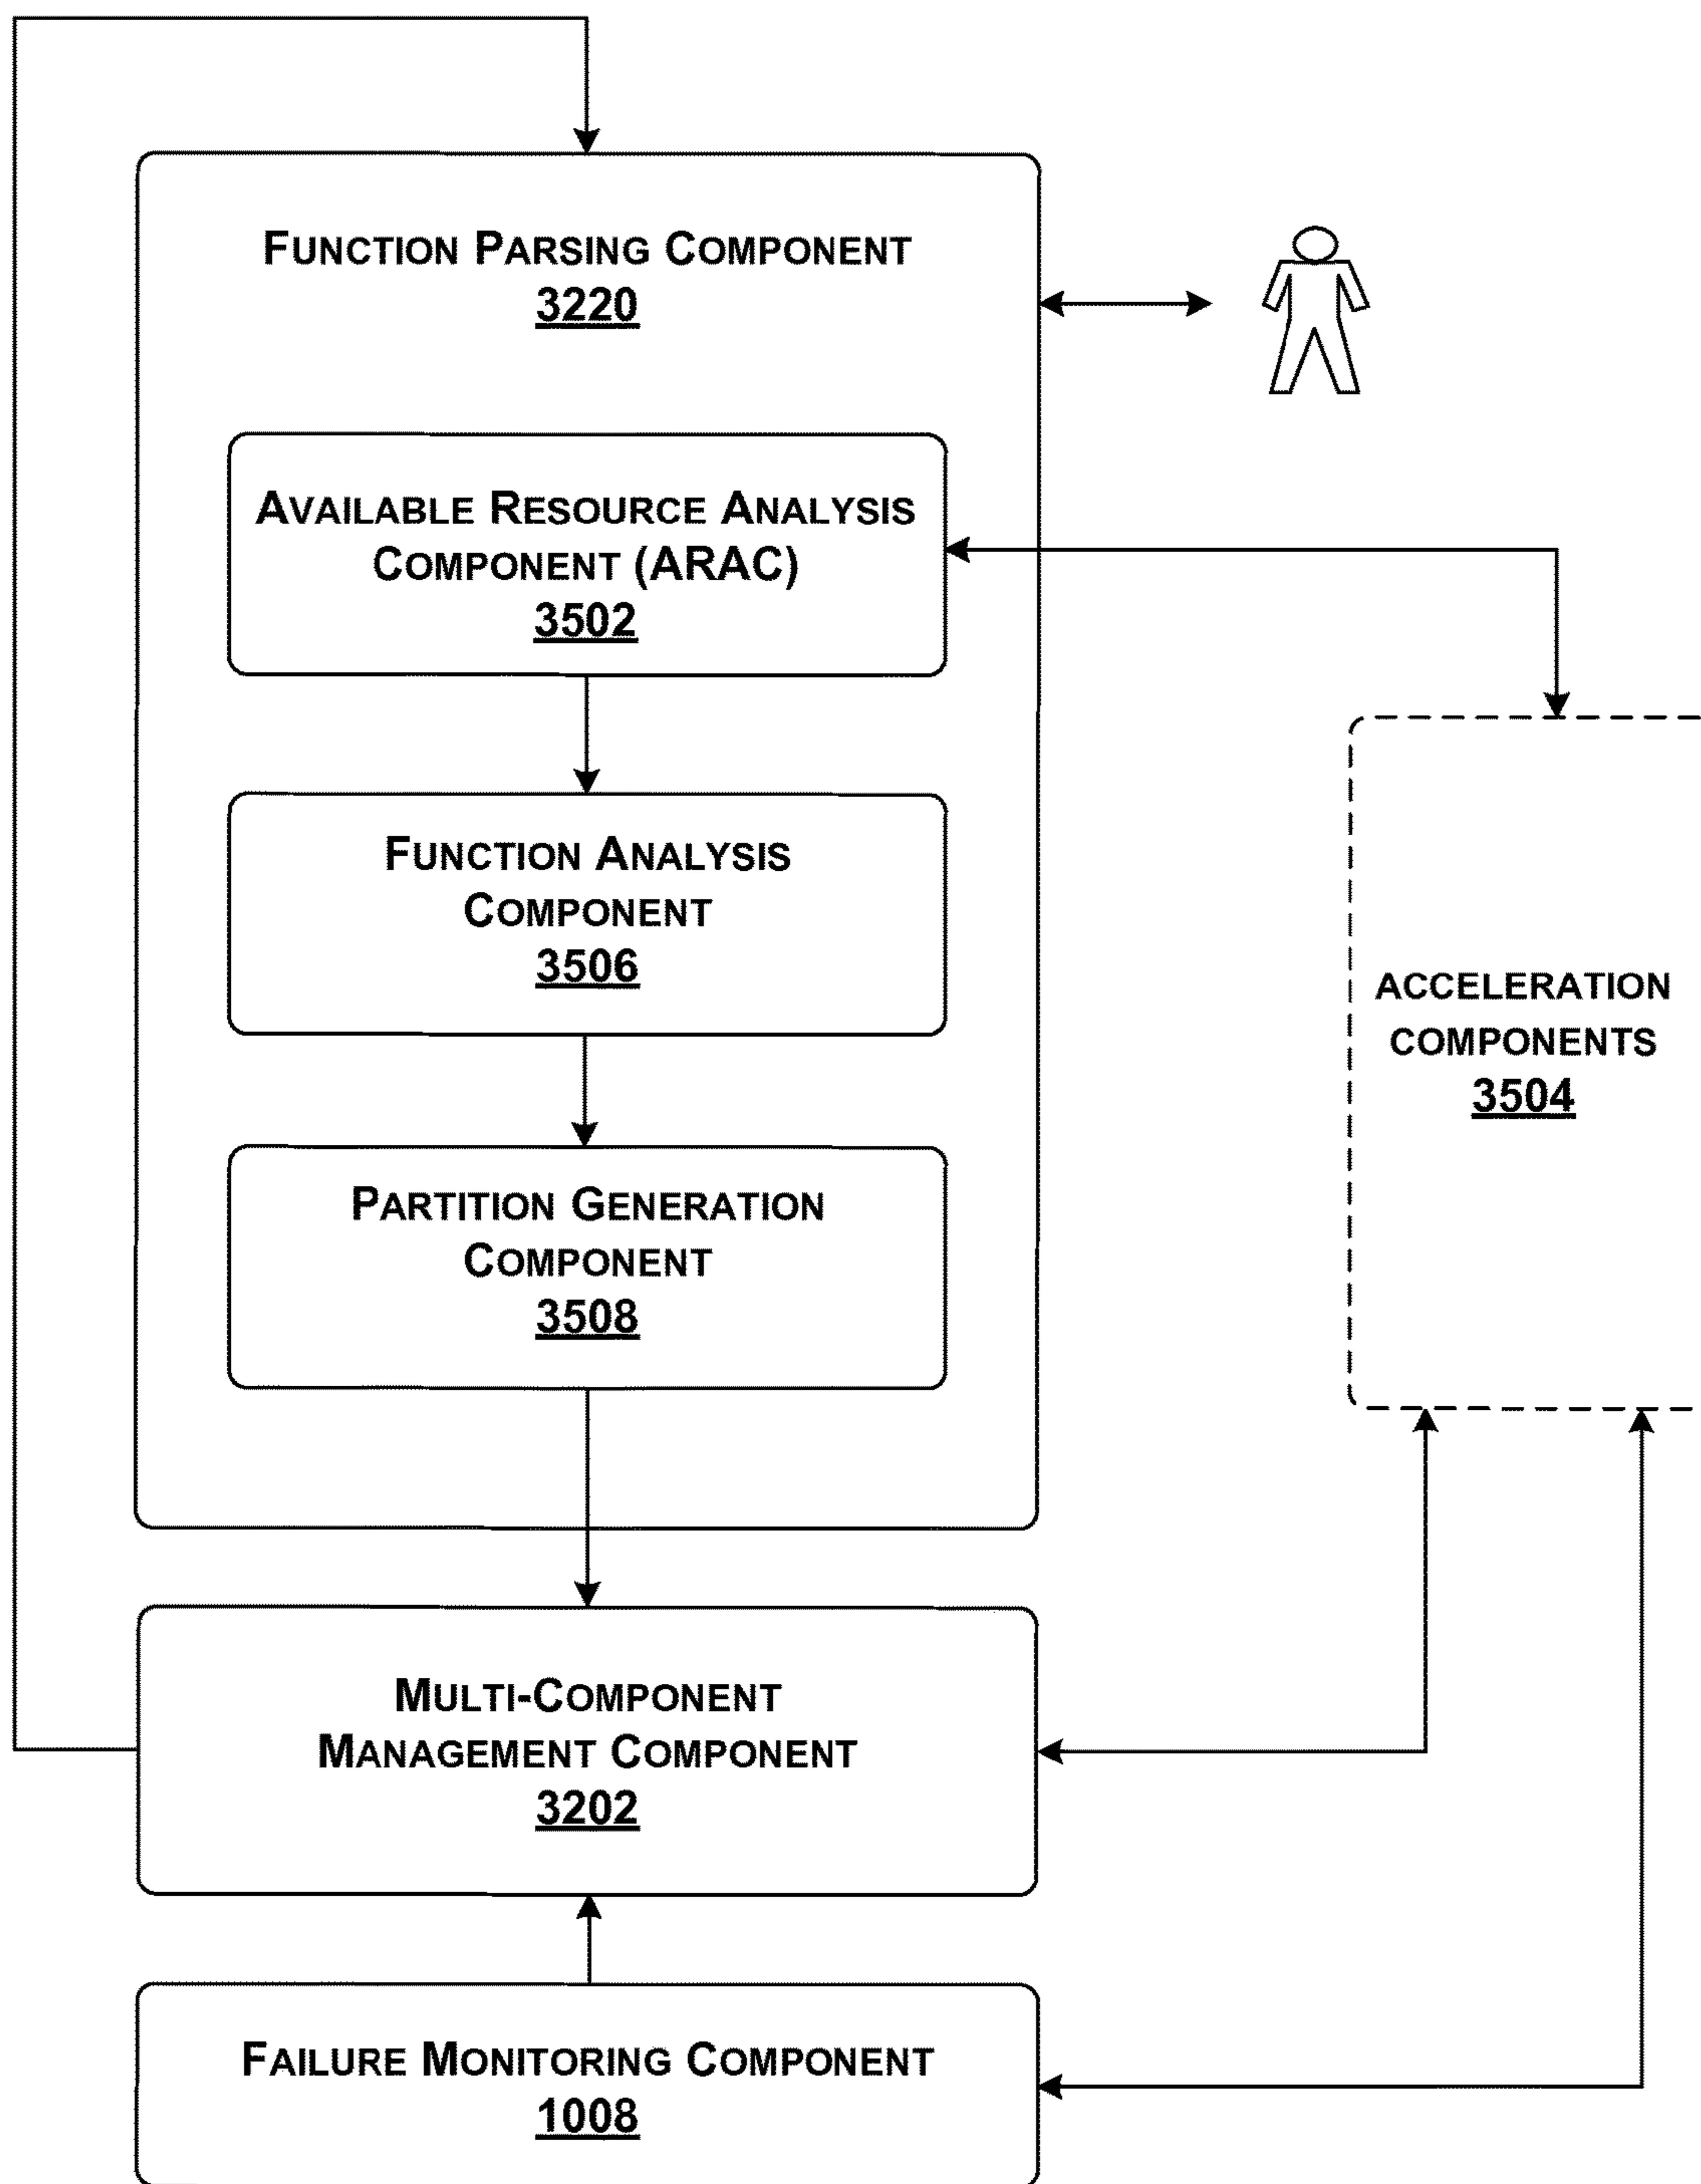 FUNCTION PARSING COMPONENT
3220
AVAILABLE RESOURCE ANALYSIS
COMPONENT (ARAC)
3502
FUNCTION ANALYSIS
COMPONENT
3506
ACCELERATION
COMPONENTS
3504
PARTITION GENERATION
COMPONENT
3508
MULTI-COMPONENT
MANAGEMENT COMPONENT
3202
FAILURE MONITORING COMPONENT
1008